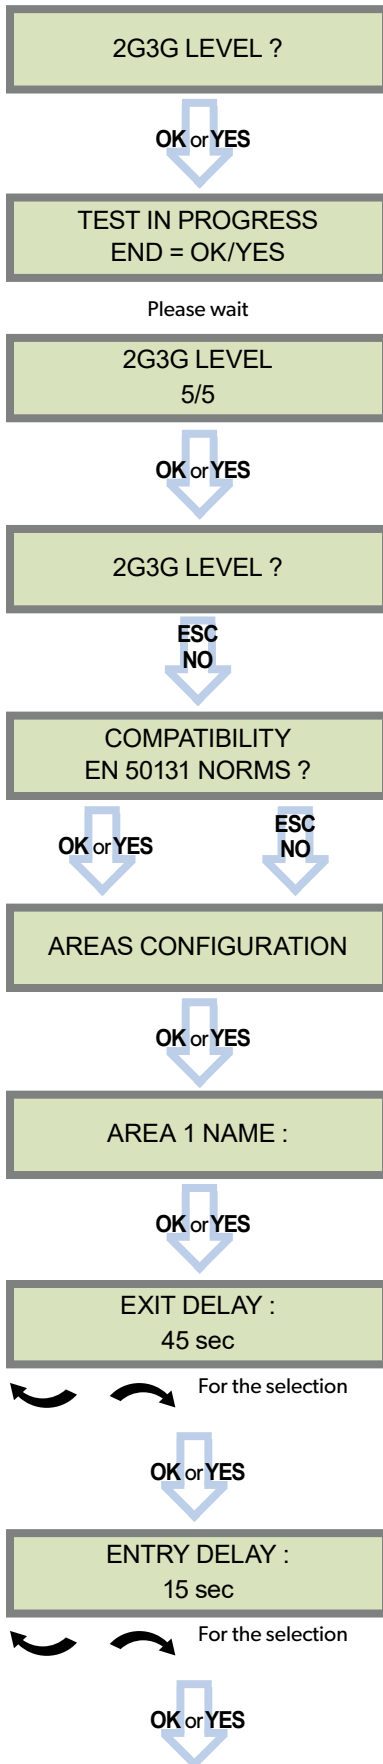 2G3G LEVEL ?
OK or YES
TEST IN PROGRESS
END = OK/YES
Please wait
2G3G LEVEL
5/5
OK or YES
2G3G LEVEL ?
ESC
NO
COMPATIBILITY
EN 50131 NORMS ?
OK or YES
ESC
NO
AREAS CONFIGURATION
OK or YES
AREA 1 NAME :
OK or YES
EXIT DELAY :
45 sec
For the selection
OK or YES
ENTRY DELAY :
15 sec
For the selection
OK or YES